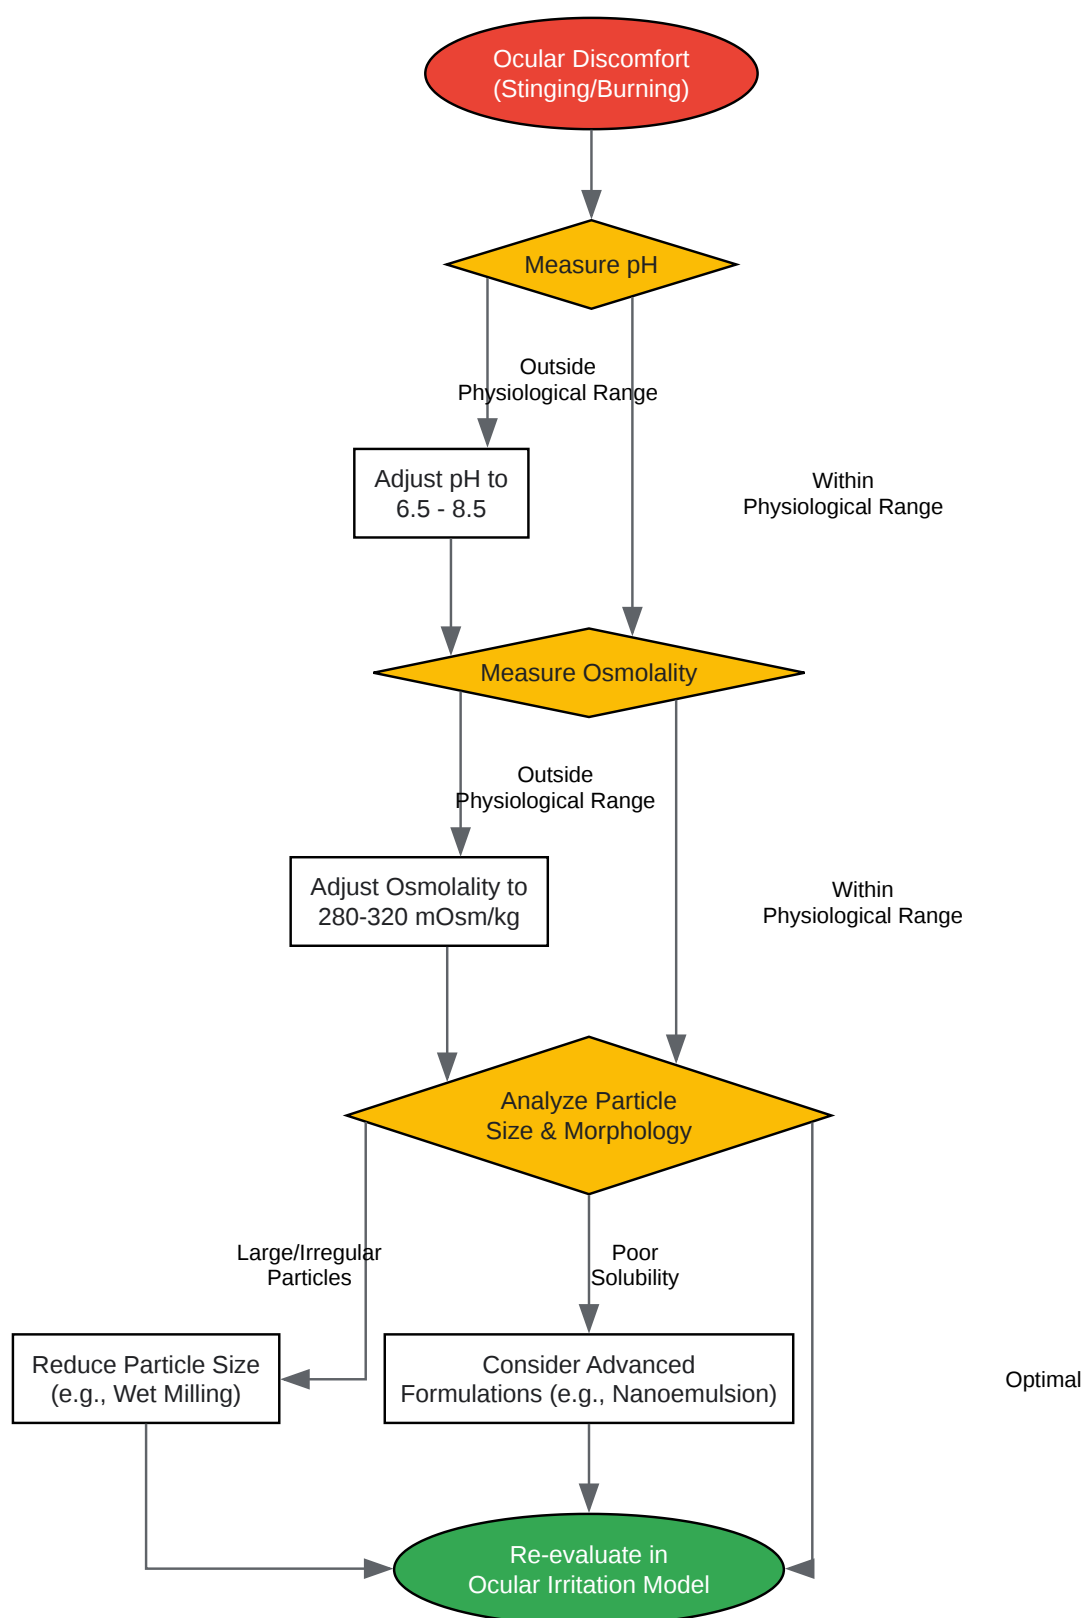 Ocular Discomfort
(Stinging/Burning)
Measure pH
Outside
Physiological Range
Adjust pH to
6.5 - 8.5
Within
Physiological Range
Measure Osmolality
Outside
Physiological Range
Adjust Osmolality to
280-320 mOsm/kg
Within
Physiological Range
Analyze Particle
Size & Morphology
Large/Irregular
Particles
Poor
Solubility
Reduce Particle Size
(e.g., Wet Milling)
Consider Advanced
Formulations (e.g., Nanoemulsion)
Optimal
Re-evaluate in
Ocular Irritation Model